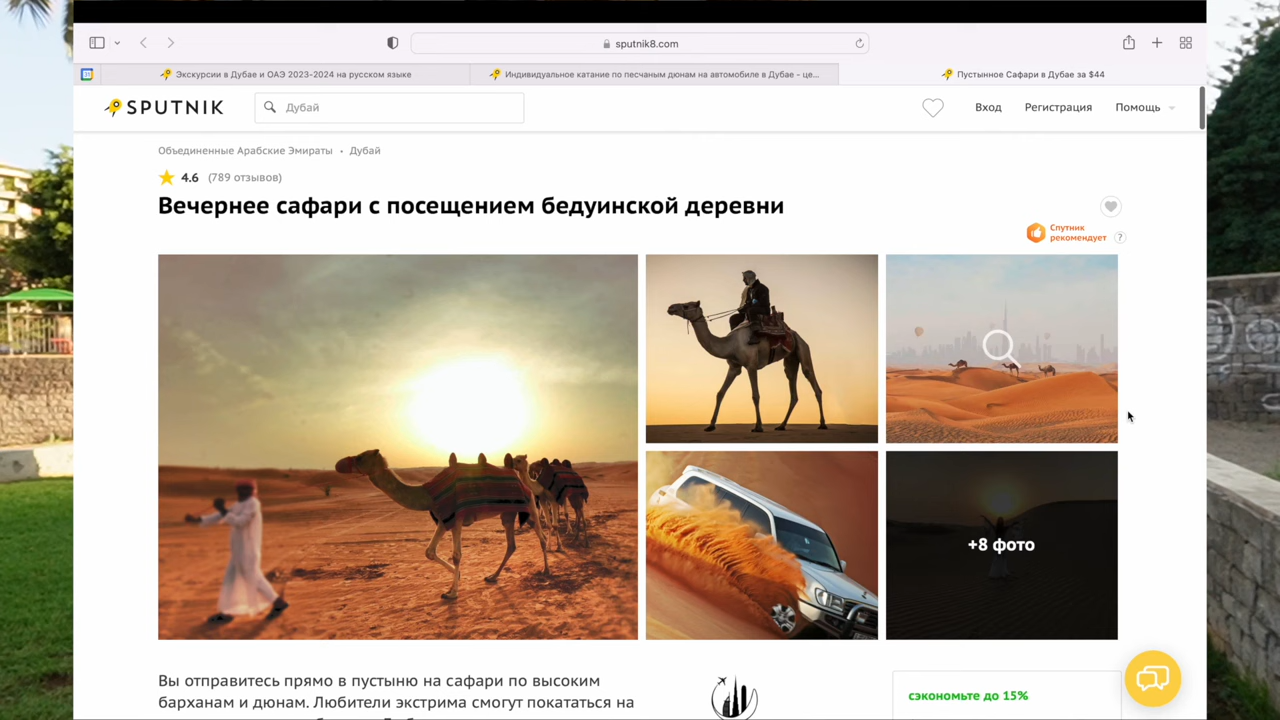 sputnik8.com
Экскурсии в Дубае и ОАЭ 2023-2024 на русском языке
Индивидуальное катание по песчаным дюнам на автомобиле в Дубае - це...
Пустынное Сафари в Дубае за $44
SPUTNIK
Дубай
Вход
Регистрация
Помощь
Объединенные Арабские Эмираты • Дубай
4.6 (789 отзывов)
Вечернее сафари с посещением бедуинской деревни
Спутник
рекомендует
?
+8 фото
Вы отправитесь прямо в пустыню на сафари по высоким
барханам и дюнам. Любители экстрима смогут покататься на
сэкономьте до 15%